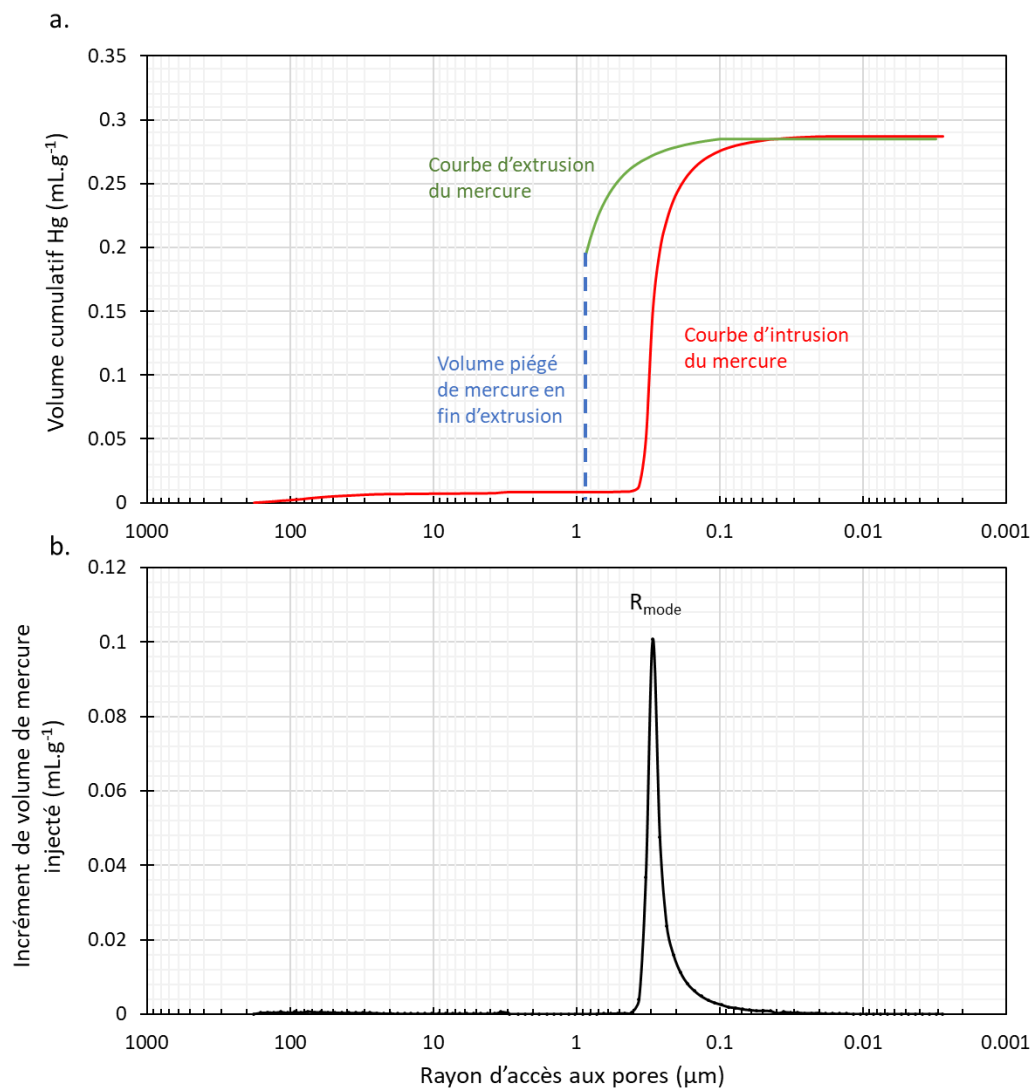 a.
Volume cumulatif Hg (mL.g⁻¹)
0.35
0.3
0.25
0.2
0.15
0.1
0.05
0
Courbe d’extrusion
du mercure
Courbe d’intrusion
du mercure
Volume piégé
de mercure en
fin d’extrusion
1000 100 10 1 0.1 0.01 0.001
b.
Incrément de volume de mercure
injecté (mL.g⁻¹)
0.12
0.1
0.08
0.06
0.04
0.02
0
Rmode
1000 100 10 1 0.1 0.01 0.001
Rayon d’accès aux pores (µm)